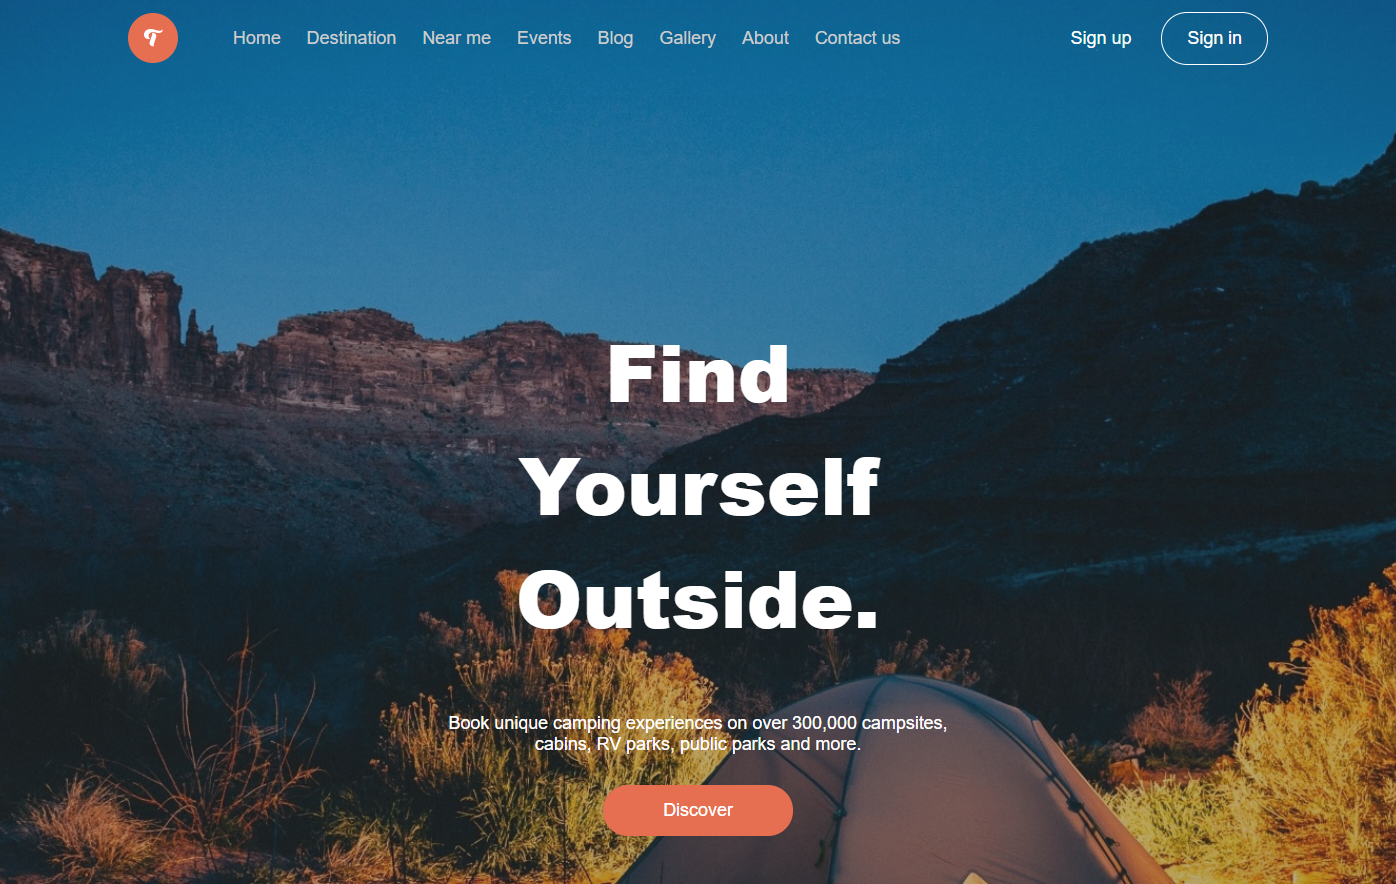 T
Home Destination Near me Events Blog Gallery About Contact us Sign up Sign in
Find
Yourself
Outside.
Book unique camping experiences on over 300,000 campsites,
cabins, RV parks, public parks and more.
Discover